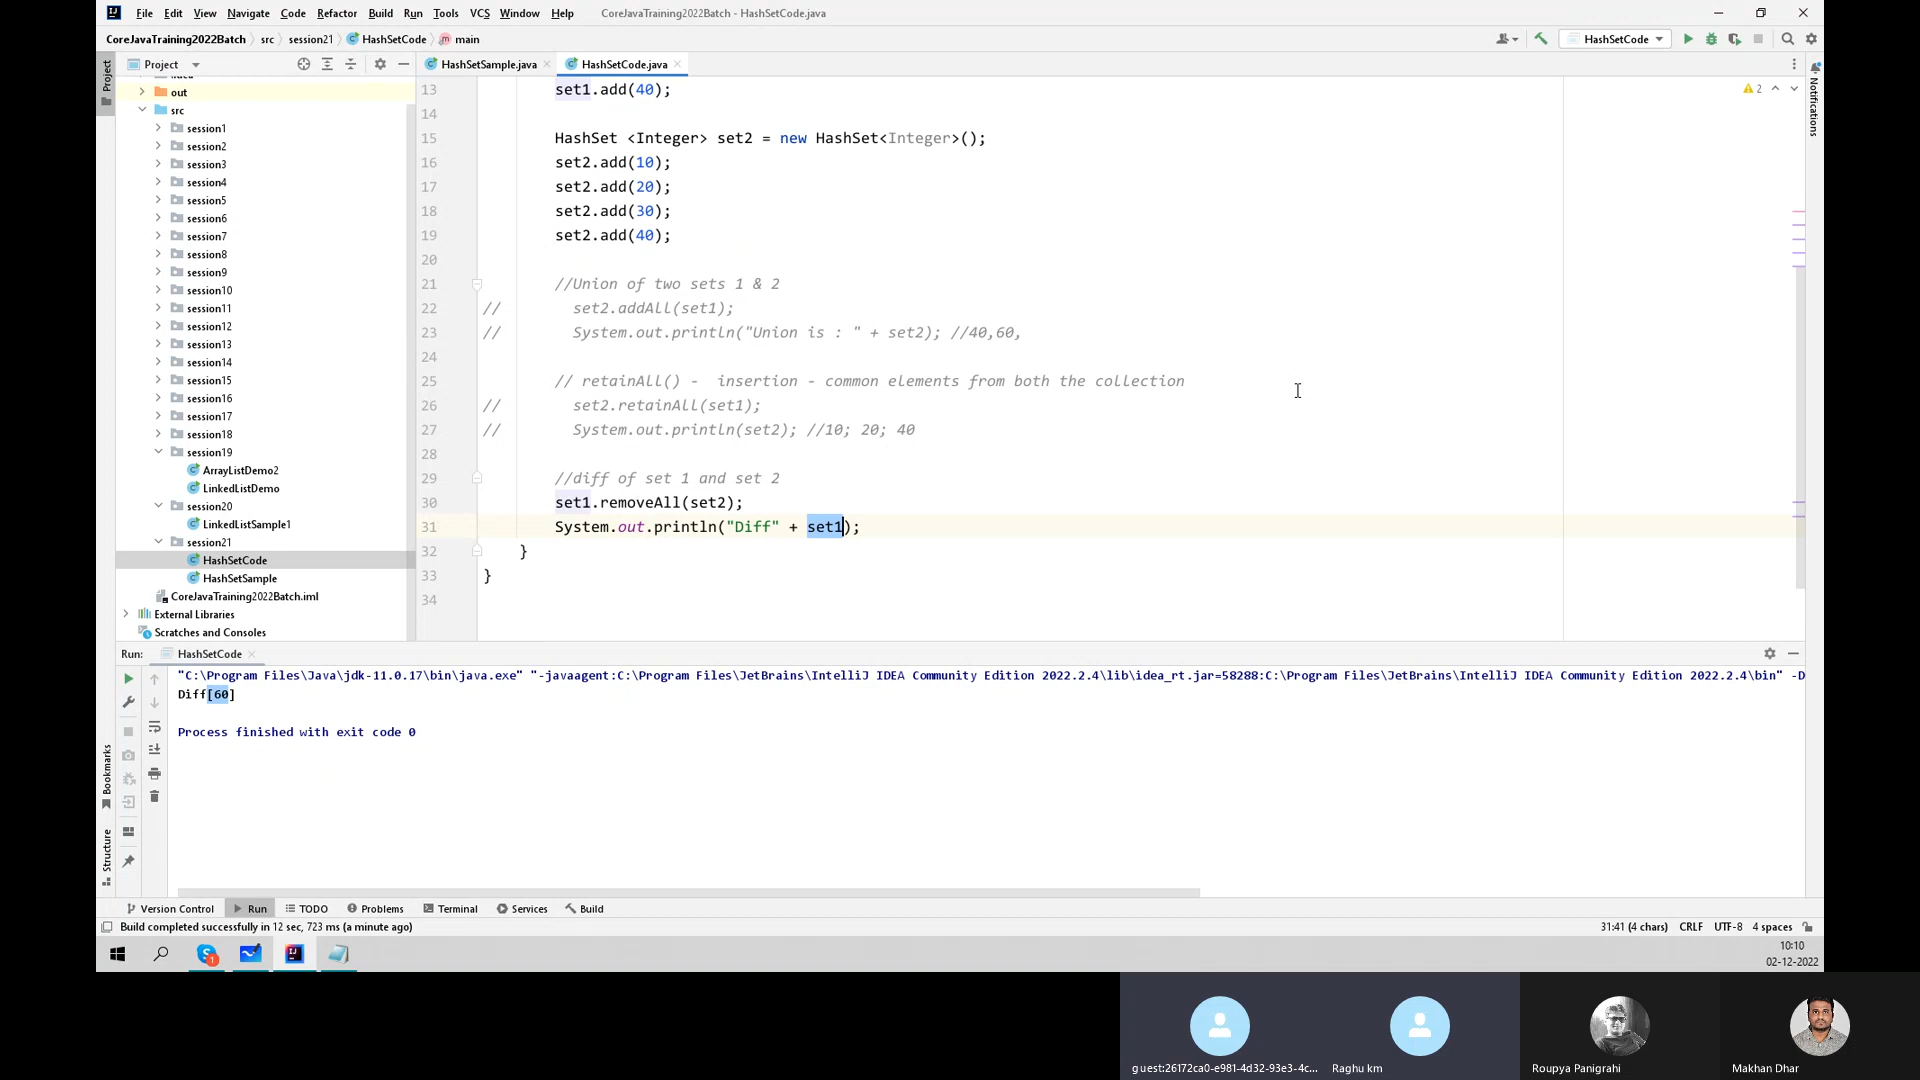 File Edit View Navigate Code Refactor Build Run Tools VCS Window Help CoreJavaTraining2022Batch - HashSetCode.java
CoreJavaTraining2022Batch src session21 HashSetCode main HashSetCode
Project HashSetSample.java HashSetCode.java
Project
Notifications
out
src
session1
session2
session3
session4
session5
session6
session7
session8
session9
session10
session11
session12
session13
session14
session15
session16
session17
session18
session19
ArrayListDemo2
LinkedListDemo
session20
LinkedListSample1
session21
HashSetCode
HashSetSample
CoreJavaTraining2022Batch.iml
External Libraries
Scratches and Consoles
2
13 set1.add(40);
14
15 HashSet <Integer> set2 = new HashSet<Integer>();
16 set2.add(10);
17 set2.add(20);
18 set2.add(30);
19 set2.add(40);
20
21 //Union of two sets 1 & 2
22 // set2.addAll(set1);
23 // System.out.println("Union is : " + set2); //40,60,
24
25 // retainAll() - insertion - common elements from both the collection
26 // set2.retainAll(set1);
27 // System.out.println(set2); //10; 20; 40
28
29 //diff of set 1 and set 2
30 set1.removeAll(set2);
31 System.out.println("Diff" + set1);
32 }
33 }
34
Run: HashSetCode
"C:\Program Files\Java\jdk-11.0.17\bin\java.exe" "-javaagent:C:\Program Files\JetBrains\IntelliJ IDEA Community Edition 2022.2.4\lib\idea_rt.jar=58288:C:\Program Files\JetBrains\IntelliJ IDEA Community Edition 2022.2.4\bin" -D
Diff[60]
Process finished with exit code 0
Bookmarks
Structure
Version Control Run TODO Problems Terminal Services Build
Build completed successfully in 12 sec, 723 ms (a minute ago) 31:41 (4 chars) CRLF UTF-8 4 spaces
1
10:10
02-12-2022
guest:26172ca0-e981-4d32-93e3-4c... Raghu km Roupya Panigrahi Makhan Dhar